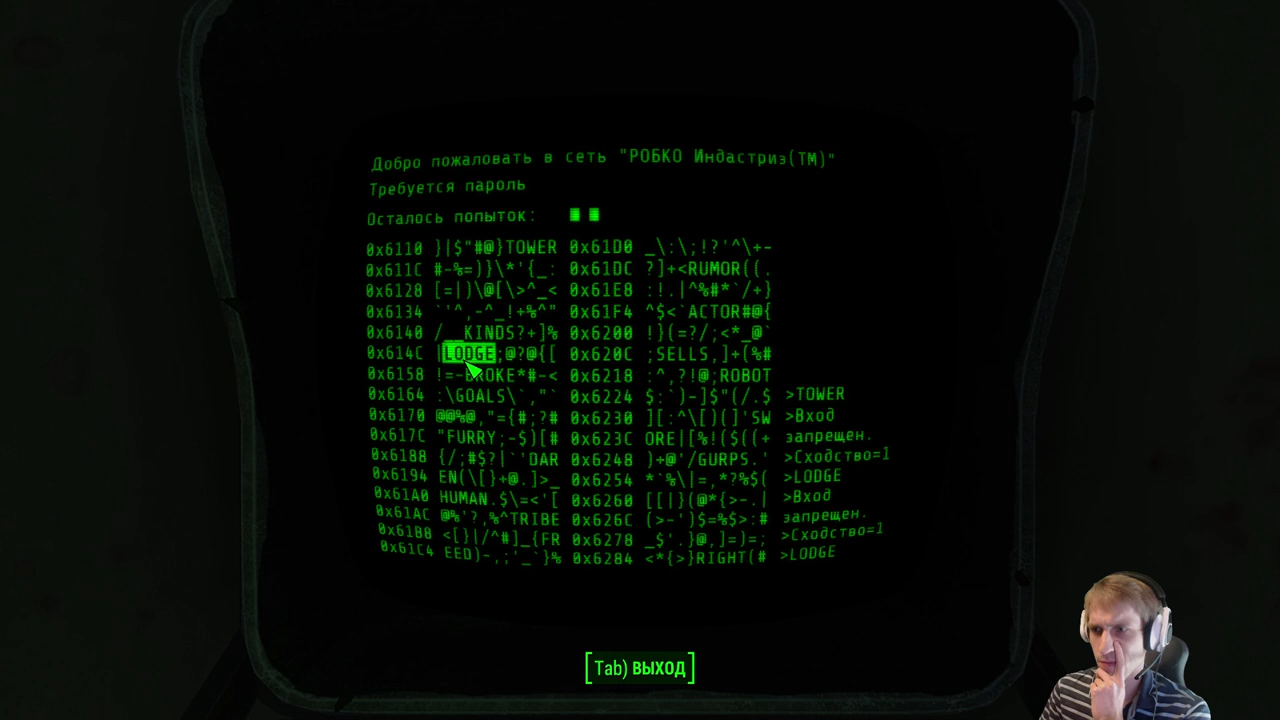 Добро пожаловать в сеть "РОБКО Индастриз(ТМ)"
Требуется пароль
Осталось попыток:
0x6110 }|$"#@}TOWER 0x61D0 _\:\;!?'^\+-
0x611C #-%=)}\*'{_: 0x61DC ?]+<RUMOR((.
0x6128 [=|)\@[\>^_< 0x61E8 :!.|^%#*`/+}
0x6134 `'^,-^_!+%^" 0x61F4 ^$<`ACTOR#@{
0x6140 /__KINDS?+]% 0x6200 !}(=?/;<*_@`
0x614C |LODGE;@?@{[ 0x620C ;SELLS,]+(%#
0x6158 !=-BROKE*#-< 0x6218 :^,?!@;ROBOT
0x6164 :\GOALS\`,"` 0x6224 $:`)-]$"(/.$ >TOWER
0x6170 @@%@,"={#;?# 0x6230 ][:^\[)(]'SW >Вход
0x617C "FURRY;-$)[# 0x623C ORE|[%!($((+ запрещен.
0x6188 {/;#$?|`'DAR 0x6248 )+@'/GURPS.' >Сходство=1
0x6194 EN(\[}+@.]>_ 0x6254 *`%\|=,*?%$( >LODGE
0x61A0 HUMAN.$\=<'[ 0x6260 [[|}(@*{>-.| >Вход
0x61AC @%'?,%^TRIBE 0x626C (>-')$=%$>:# запрещен.
0x61B8 <[}|/^#]_{FR 0x6278 _$'.}@,]=)=; >Сходство=1
0x61C4 EED)-,;'_`}% 0x6284 <*{>}RIGHT(# >LODGE
[Tab) ВЫХОД]